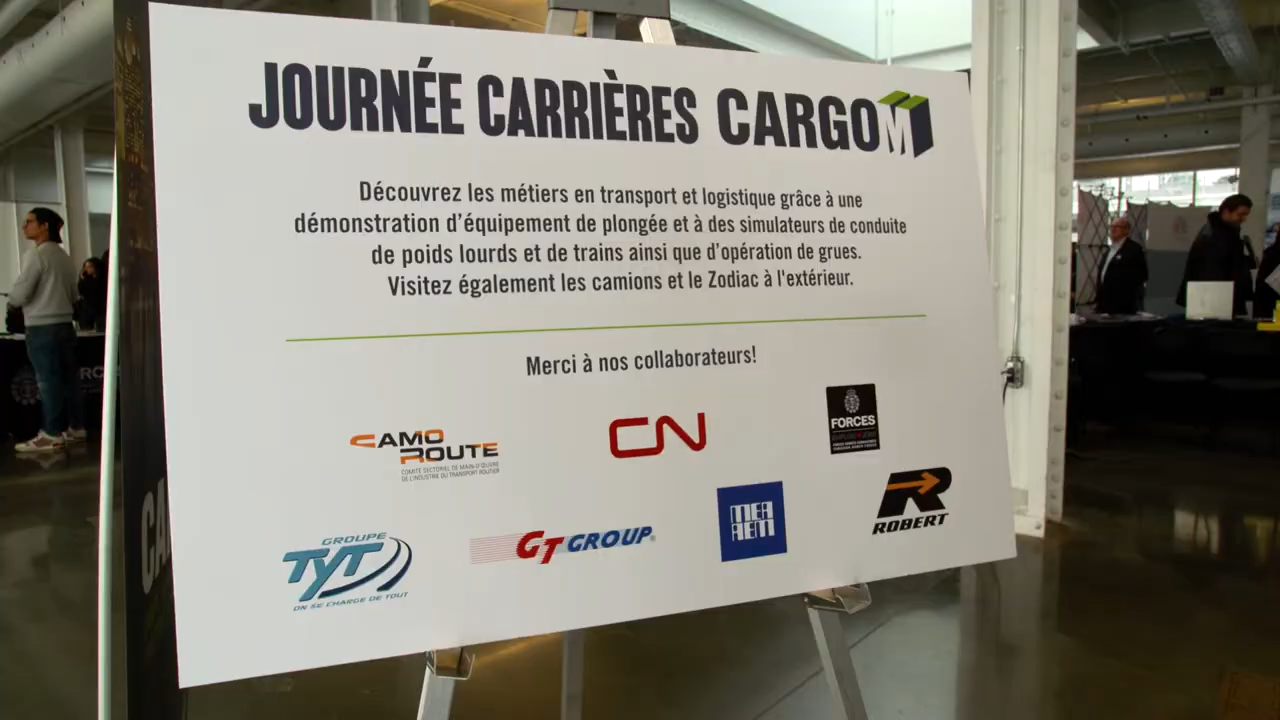 JOURNÉE CARRIÈRES CARGOM
Découvrez les métiers en transport et logistique grâce à une
démonstration d'équipement de plongée et à des simulateurs de conduite
de poids lourds et de trains ainsi que d'opération de grues.
Visitez également les camions et le Zodiac à l'extérieur.
Merci à nos collaborateurs!
CAMO
ROUTE
COMITÉ SECTORIEL DE MAIN-D'ŒUVRE
DE L'INDUSTRIE DU TRANSPORT ROUTIER
CN
FORCES
GROUPE
TYT
ON SE CHARGE DE TOUT
GT GROUP
MEA
AEM
R
ROBERT
CA